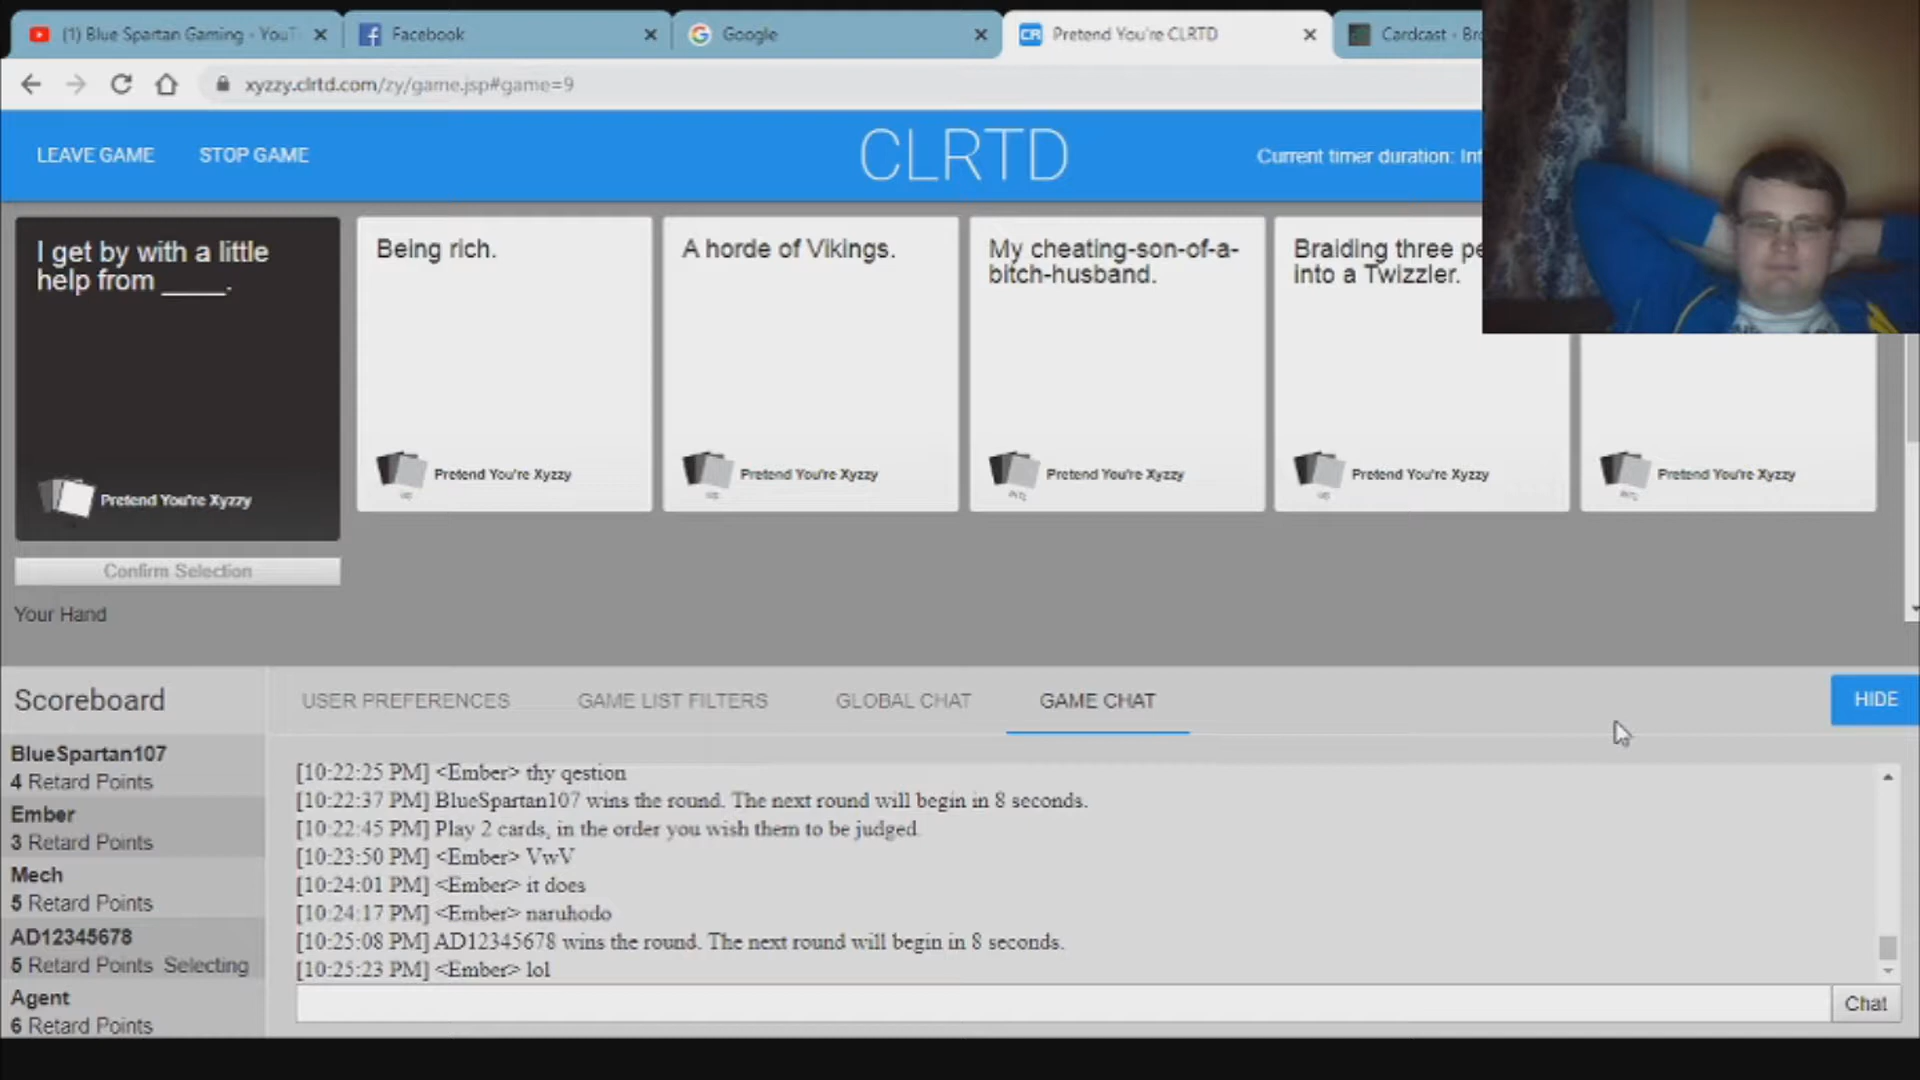 (1) Blue Spartan Gaming - YouT
Facebook
Google
CR Pretend You're CLRTD
Cardcast - Bro
xyzzy.clrtd.com/zy/game.jsp#game=9
LEAVE GAME
STOP GAME
CLRTD
Current timer duration: Inf
I get by with a little
help from ____.
Pretend You're Xyzzy
Being rich.
Pretend You're Xyzzy
A horde of Vikings.
Pretend You're Xyzzy
My cheating-son-of-a-
bitch-husband.
Pretend You're Xyzzy
Braiding three pe
into a Twizzler.
Pretend You're Xyzzy
Pretend You're Xyzzy
Confirm Selection
Your Hand
Scoreboard
BlueSpartan107
4 Retard Points
Ember
3 Retard Points
Mech
5 Retard Points
AD12345678
5 Retard Points Selecting
Agent
6 Retard Points
USER PREFERENCES
GAME LIST FILTERS
GLOBAL CHAT
GAME CHAT
HIDE
[10:22:25 PM] <Ember> thy qestion
[10:22:37 PM] BlueSpartan107 wins the round. The next round will begin in 8 seconds.
[10:22:45 PM] Play 2 cards, in the order you wish them to be judged.
[10:23:50 PM] <Ember> VwV
[10:24:01 PM] <Ember> it does
[10:24:17 PM] <Ember> naruhodo
[10:25:08 PM] AD12345678 wins the round. The next round will begin in 8 seconds.
[10:25:23 PM] <Ember> lol
Chat